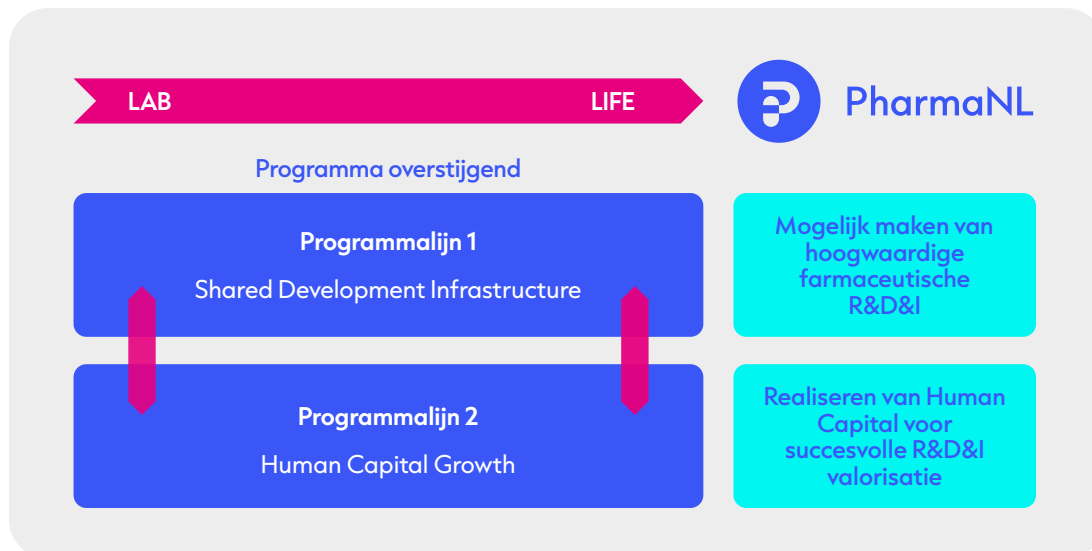 LAB
LIFE
PharmaNL
Programma overstijgend
Programmalijn 1
Shared Development Infrastructure
Mogelijk maken van
hoogwaardige
farmaceutische
R&D&I
Programmalijn 2
Human Capital Growth
Realiseren van Human
Capital voor
succesvolle R&D&I
valorisatie